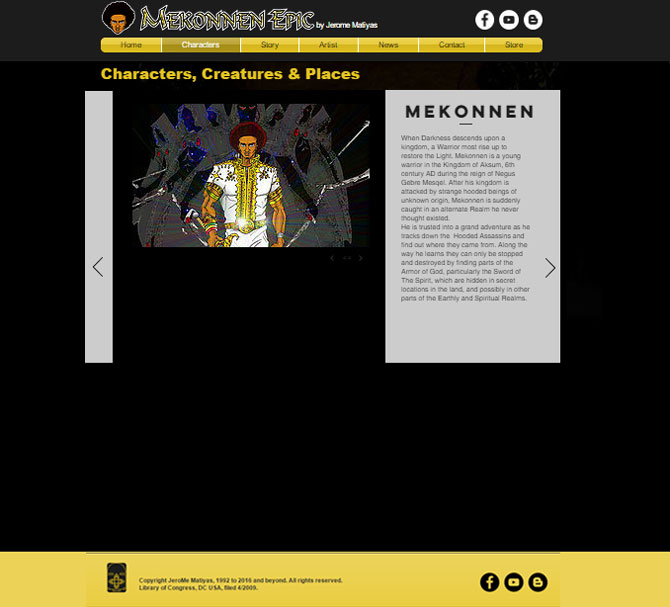 Mekonnen Epic by Jerome Matiyas
Home Characters Story Artist News Contact Store
Characters, Creatures & Places
MEKONNEN
When Darkness descends upon a
kingdom, a Warrior most rise up to
restore the Light. Mekonnen is a young
warrior in the Kingdom of Aksum, 6th
century AD during the reign of Negus
Gebre Mesqel. After his kingdom is
attacked by strange hooded beings of
unknown origin, Mekonnen is suddenly
caught in an alternate Realm he never
thought existed.
He is trusted into a grand adventure as he
tracks down the Hooded Assassins and
find out where they came from. Along the
way he learns they can only be stopped
and destroyed by finding parts of the
Armor of God, particularly the Sword of
The Spirit, which are hidden in secret
locations in the land, and possibly in other
parts of the Earthly and Spiritual Realms.
Copyright JeroMe Matiyas, 1992 to 2016 and beyond. All rights reserved.
Library of Congress, DC USA, filed 4/2009.